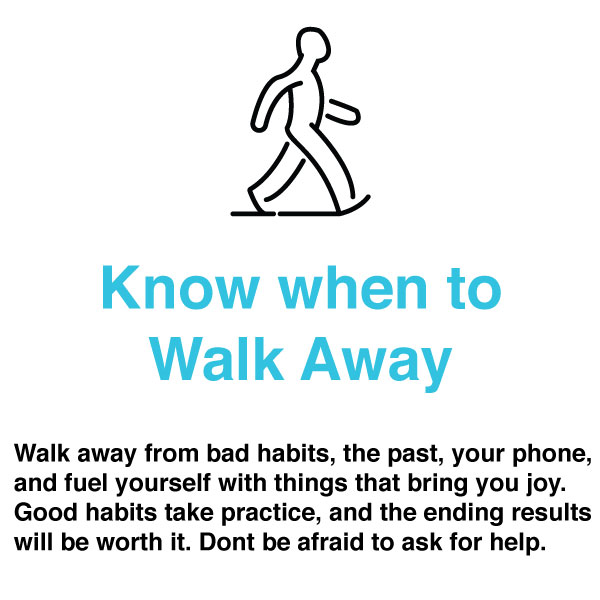 Know when to
Walk Away
Walk away from bad habits, the past, your phone,
and fuel yourself with things that bring you joy.
Good habits take practice, and the ending results
will be worth it. Dont be afraid to ask for help.